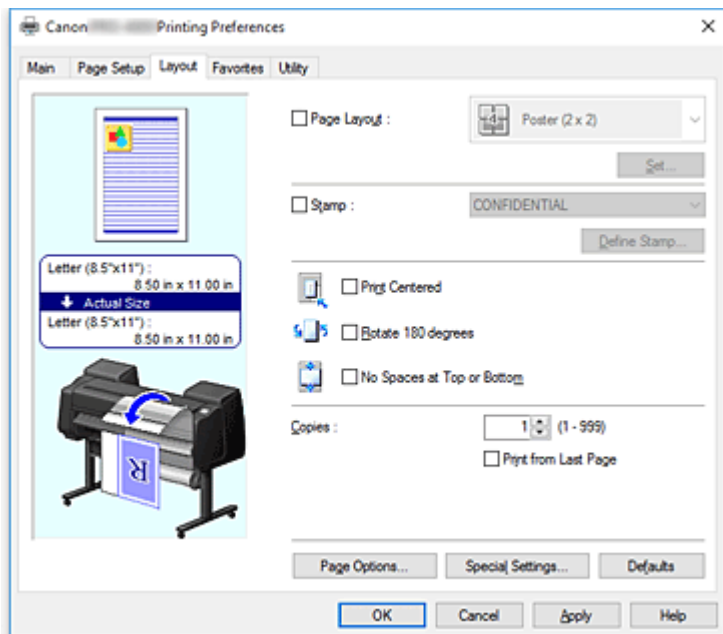 Canon Printing Preferences
Main Page Setup Layout Favorites Utility
Page Layout : 4 Poster (2 x 2)
Set...
Stamp : CONFIDENTIAL
Define Stamp...
Letter (8.5"x11") :
8.50 in x 11.00 in
Actual Size
Letter (8.5"x11") :
8.50 in x 11.00 in
Print Centered
Rotate 180 degrees
No Spaces at Top or Bottom
R
Copies : 1 (1 - 999)
Print from Last Page
Page Options... Special Settings... Defaults
OK Cancel Apply Help